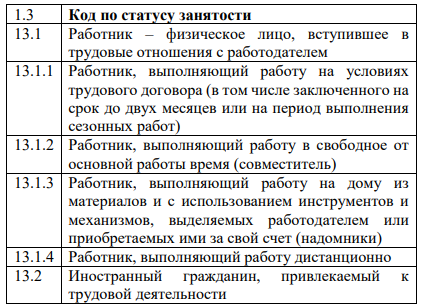 1.3 Код по статусу занятости
13.1 Работник – физическое лицо, вступившее в
трудовые отношения с работодателем
13.1.1 Работник, выполняющий работу на условиях
трудового договора (в том числе заключенного на
срок до двух месяцев или на период выполнения
сезонных работ)
13.1.2 Работник, выполняющий работу в свободное от
основной работы время (совместитель)
13.1.3 Работник, выполняющий работу на дому из
материалов и с использованием инструментов и
механизмов, выделяемых работодателем или
приобретаемых ими за свой счет (надомники)
13.1.4 Работник, выполняющий работу дистанционно
13.2 Иностранный гражданин, привлекаемый к
трудовой деятельности